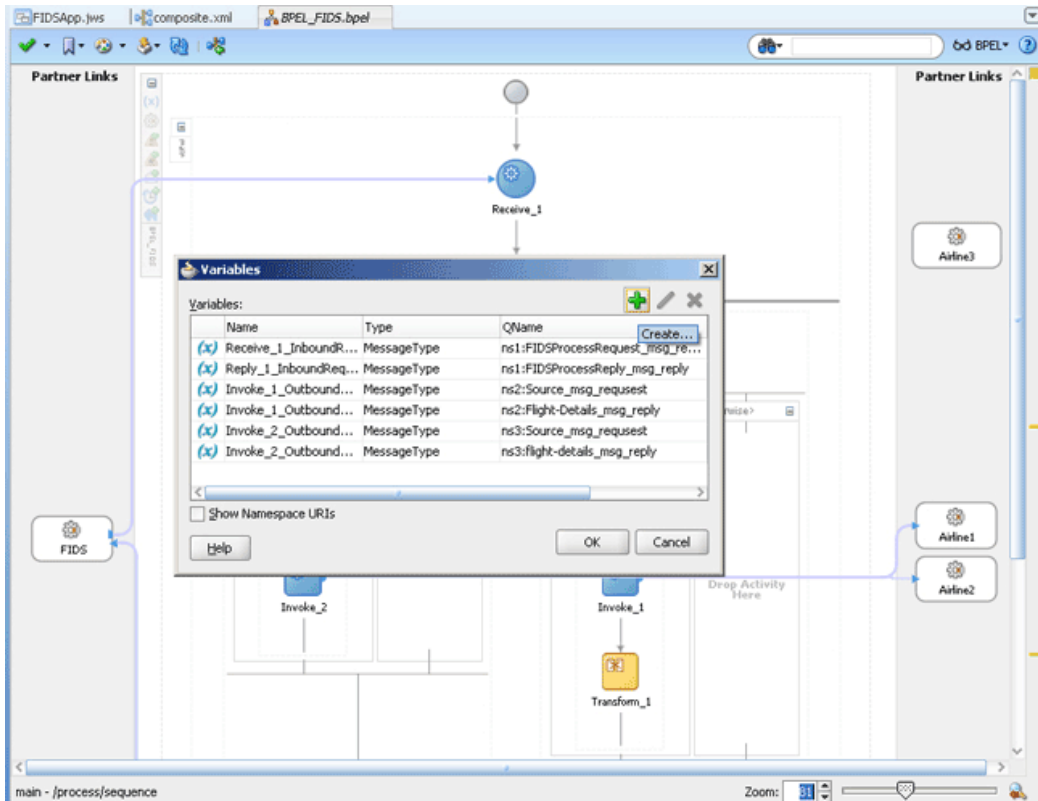 FIDSApp.jws
composite.xml
BPEL_FIDS.bpel
BPEL
Partner Links
Partner Links
Receive_1
BPEL_FIDS
Airline3
Variables
Variables:
Create...
Name Type QName
(x) Receive_1_InboundR... MessageType ns1:FIDSProcessRequest_msg_re...
(x) Reply_1_InboundReq... MessageType ns1:FIDSProcessReply_msg_reply
(x) Invoke_1_Outbound... MessageType ns2:Source_msg_requsest
(x) Invoke_1_Outbound... MessageType ns2:Flight-Details_msg_reply
(x) Invoke_2_Outbound... MessageType ns3:Source_msg_requsest
(x) Invoke_2_Outbound... MessageType ns3:flight-details_msg_reply
Show Namespace URIs
Help
OK
Cancel
FIDS
Airline1
Airline2
Invoke_2
Invoke_1
Drop Activity
Here
Transform_1
main - /process/sequence
Zoom: 81